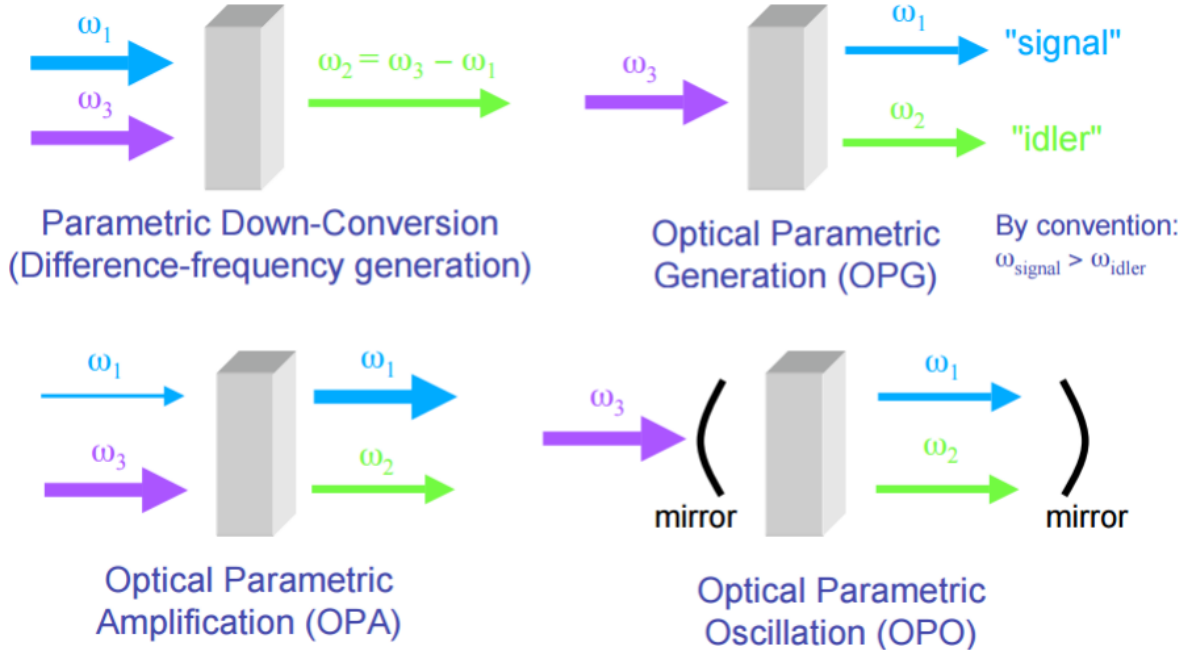 ω₁
ω₃
ω₂ = ω₃ − ω₁
Parametric Down-Conversion
(Difference-frequency generation)
ω₃
ω₁
"signal"
ω₂
"idler"
Optical Parametric
Generation (OPG)
By convention:
ω_signal > ω_idler
ω₁
ω₃
ω₁
ω₂
Optical Parametric
Amplification (OPA)
ω₃
mirror
ω₁
ω₂
mirror
Optical Parametric
Oscillation (OPO)